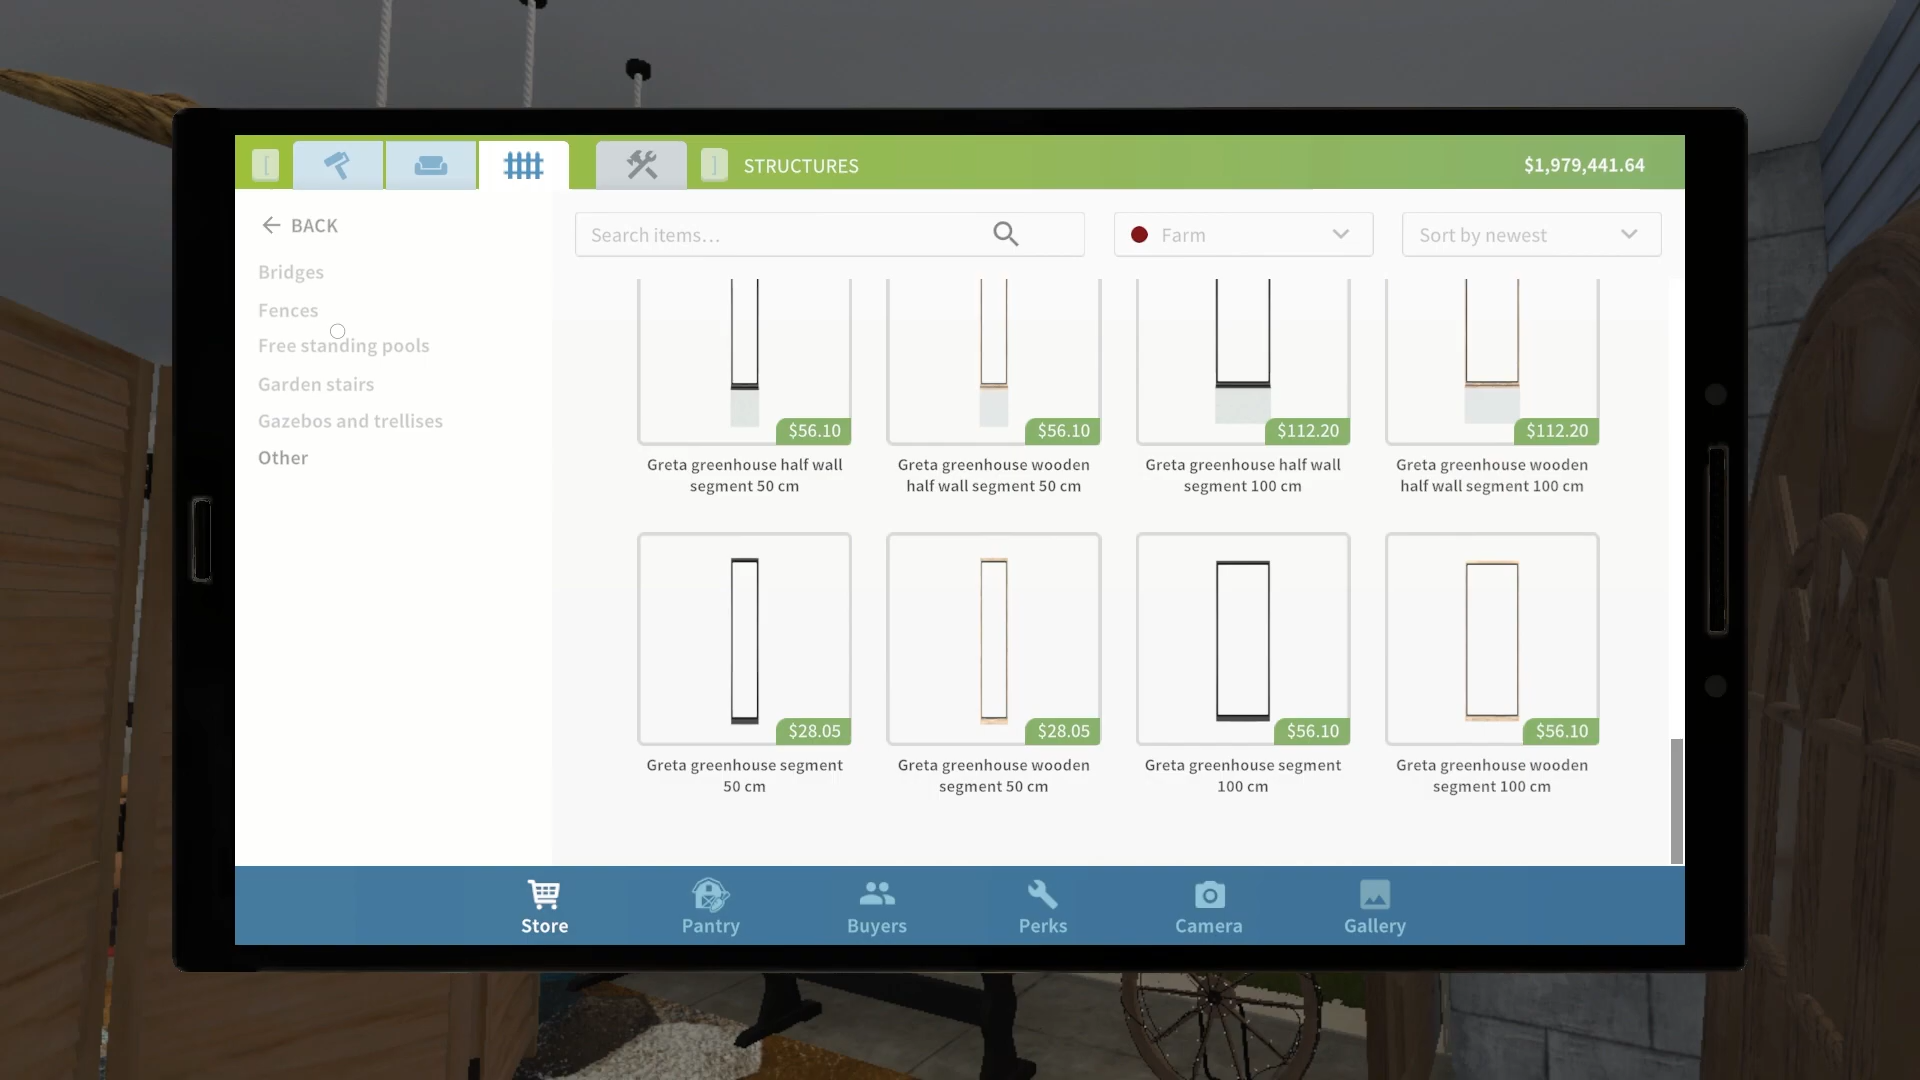 [
]
STRUCTURES
$1,979,441.64
BACK
Search items...
Farm
Sort by newest
Bridges
Fences
Free standing pools
Garden stairs
Gazebos and trellises
Other
$56.10
$56.10
$112.20
$112.20
Greta greenhouse half wall
segment 50 cm
Greta greenhouse wooden
half wall segment 50 cm
Greta greenhouse half wall
segment 100 cm
Greta greenhouse wooden
half wall segment 100 cm
$28.05
$28.05
$56.10
$56.10
Greta greenhouse segment
50 cm
Greta greenhouse wooden
segment 50 cm
Greta greenhouse segment
100 cm
Greta greenhouse wooden
segment 100 cm
Store
Pantry
Buyers
Perks
Camera
Gallery